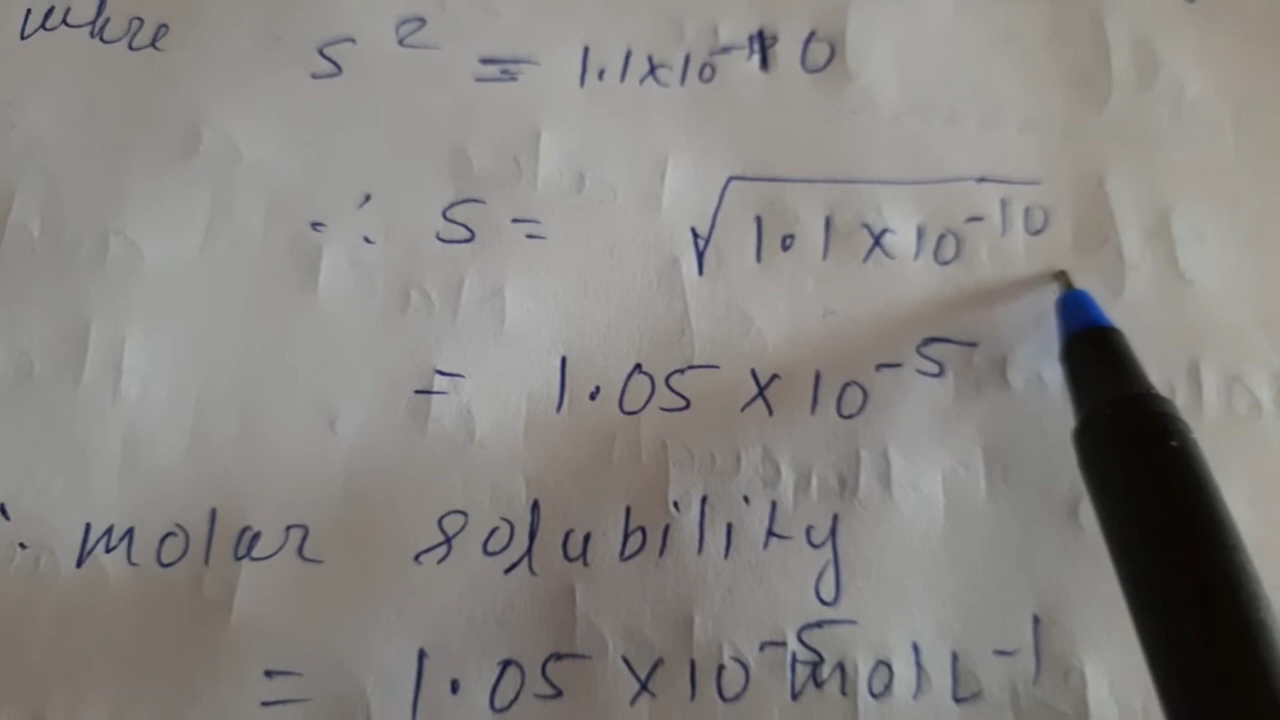 where s² = 1.1×10⁻¹⁰
∴ S = √1.1×10⁻¹⁰
= 1.05×10⁻⁵
∴ molar solubility
= 1.05×10⁻⁵ mol L⁻¹